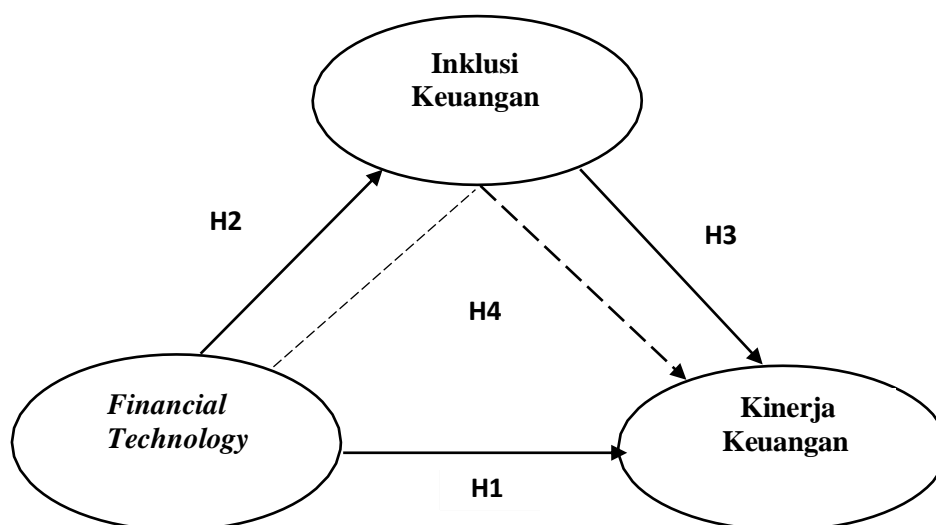 Inklusi
Keuangan
H2
H3
H4
Financial
Technology
Kinerja
Keuangan
H1